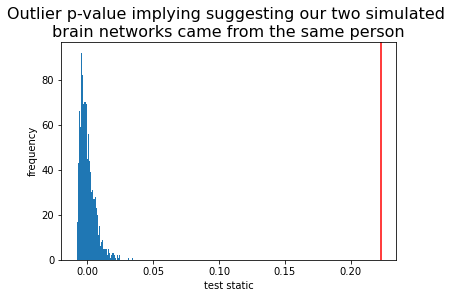 Outlier p-value implying suggesting our two simulated
brain networks came from the same person
80
60
40
20
0
frequency
0.00 0.05 0.10 0.15 0.20
test static